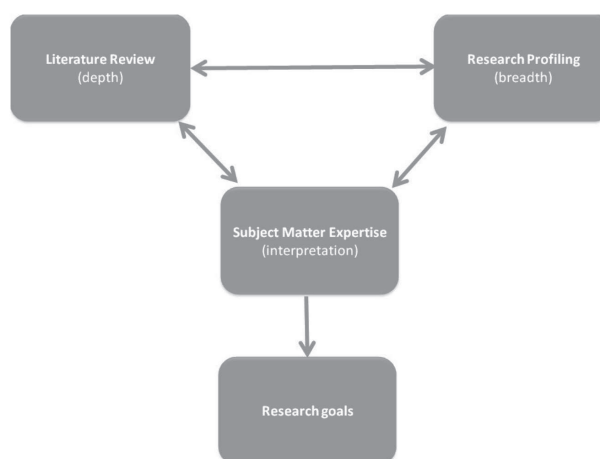 Literature Review
(depth)
Research Profiling
(breadth)
Subject Matter Expertise
(interpretation)
Research goals